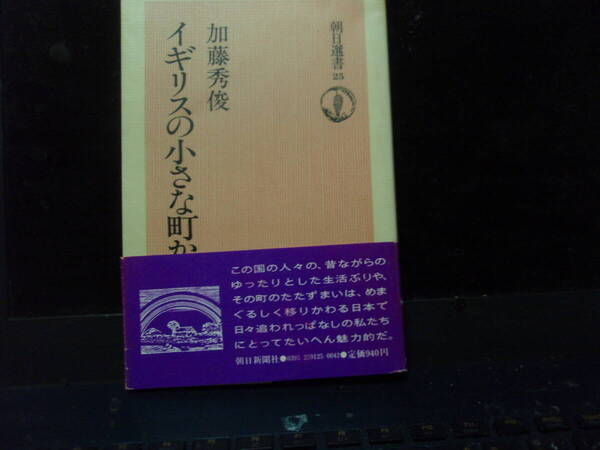 朝日選書
25
加藤秀俊
イギリスの小さな町か
この国の人々の、昔ながらの
ゆったりとした生活ぶりや、
その町のたたずまいは、めま
ぐるしく移りかわる日本で
日々追われっぱなしの私たち
にとってたいへん魅力的だ。
朝日新聞社●0395 259125 0042●定価940円